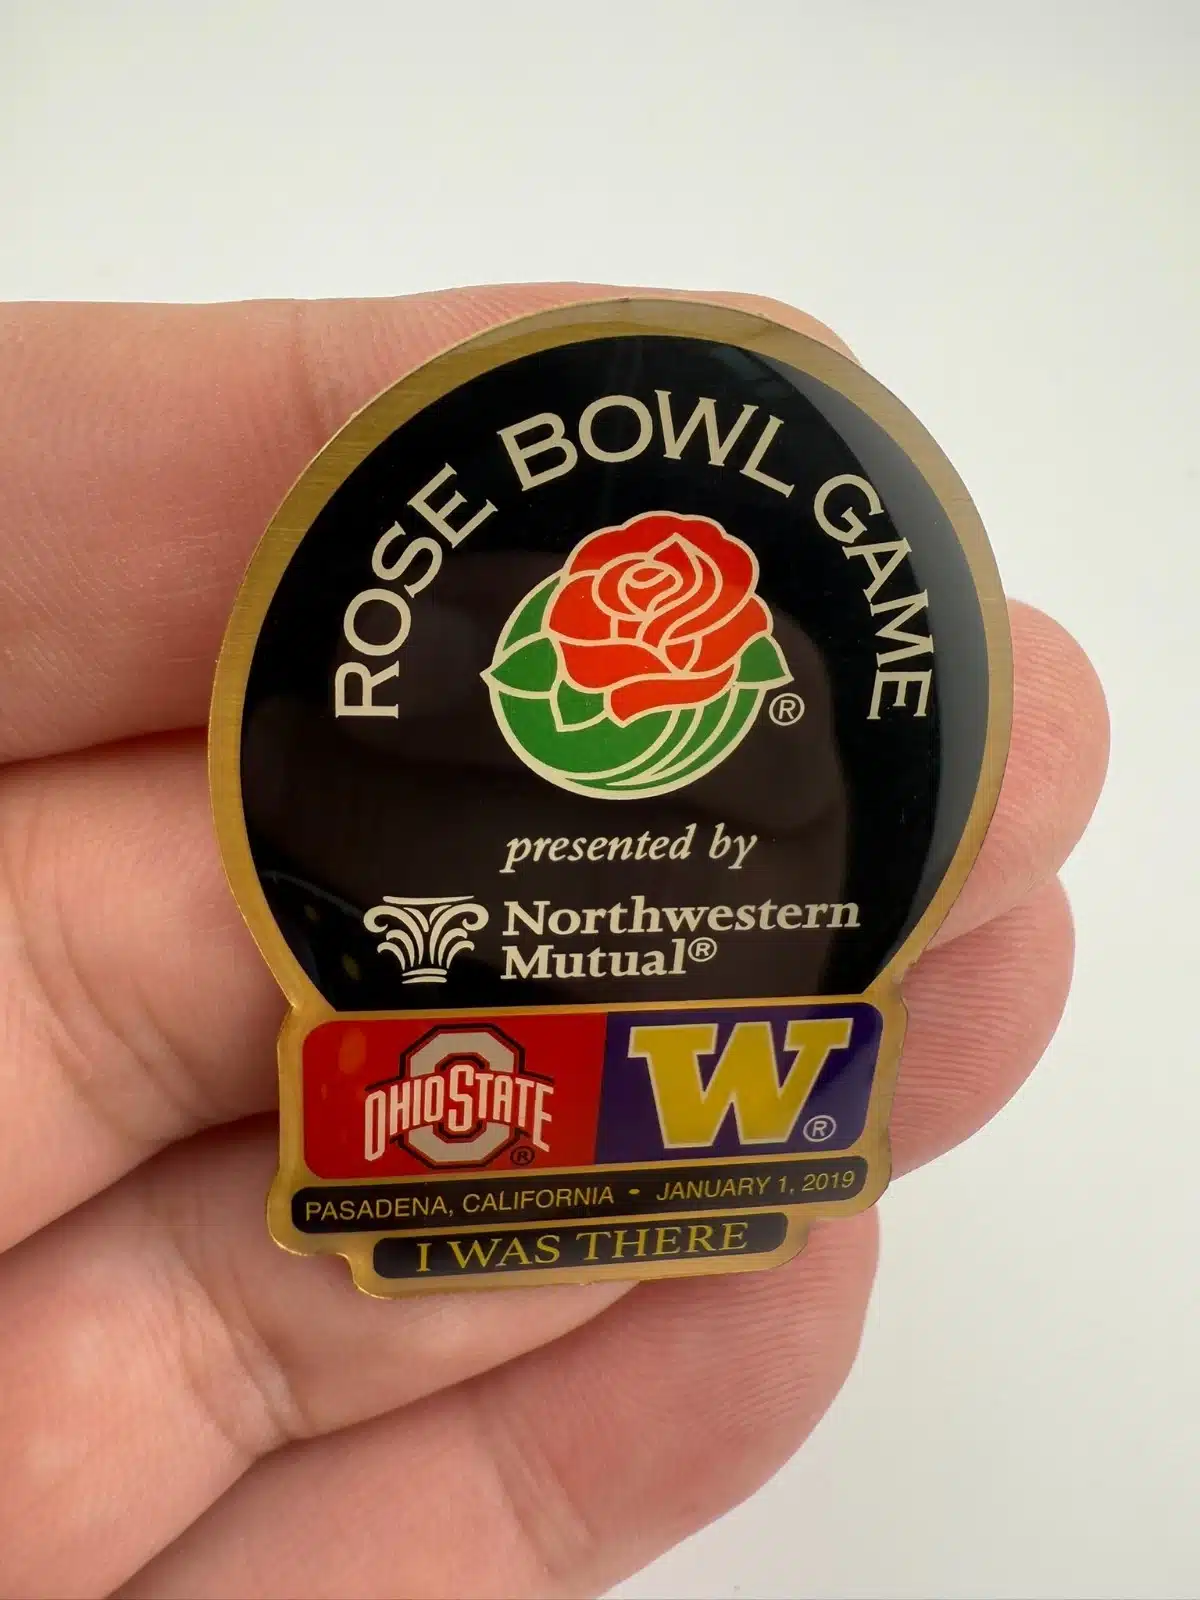 ROSE BOWL GAME
®
presented by
Northwestern
Mutual®
OHIO STATE ®
W ®
PASADENA, CALIFORNIA • JANUARY 1, 2019
I WAS THERE